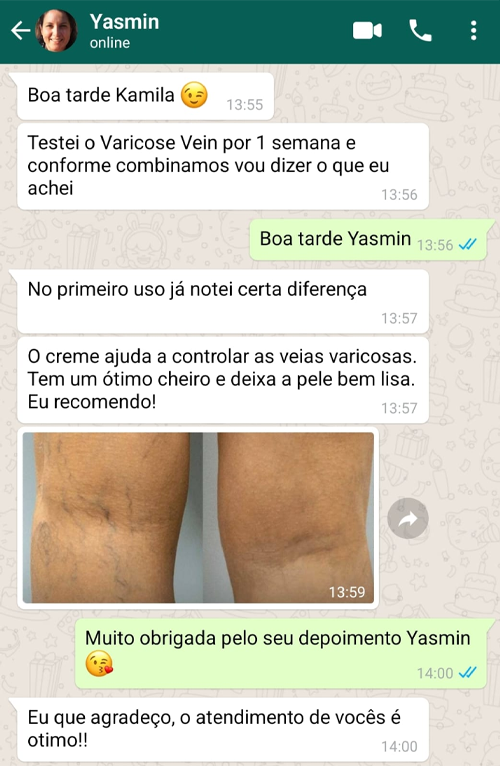 Yasmin
online
Boa tarde Kamila 😉 13:55
Testei o Varicose Vein por 1 semana e
conforme combinamos vou dizer o que eu
achei
13:56
Boa tarde Yasmin 13:56
No primeiro uso já notei certa diferença
13:57
O creme ajuda a controlar as veias varicosas.
Tem um ótimo cheiro e deixa a pele bem lisa.
Eu recomendo!
13:57
13:59
Muito obrigada pelo seu depoimento Yasmin
😘
14:00
Eu que agradeço, o atendimento de vocês é
otimo!!
14:00